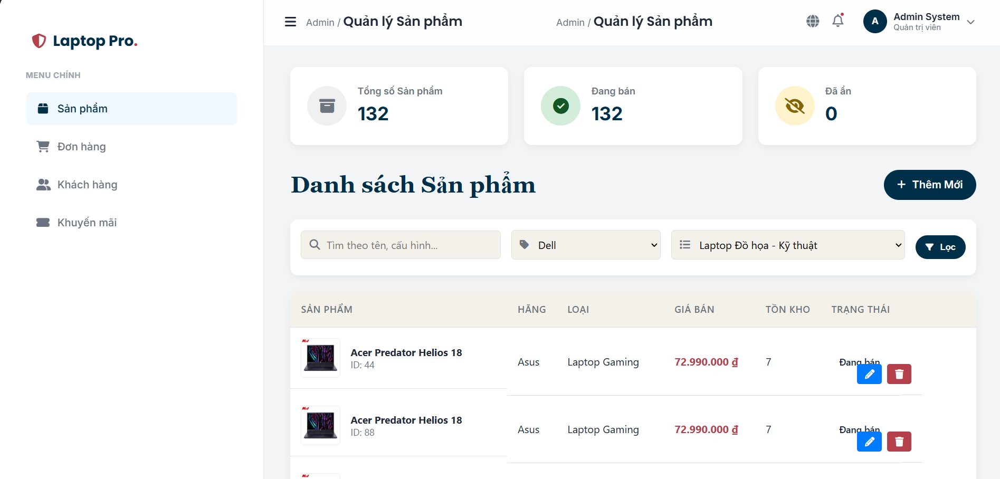 Laptop Pro.
MENU CHÍNH
Sản phẩm
Đơn hàng
Khách hàng
Khuyến mãi
Admin / Quản lý Sản phẩm
Admin / Quản lý Sản phẩm
A
Admin System
Quản trị viên
Tổng số Sản phẩm
132
Đang bán
132
Đã ẩn
0
Danh sách Sản phẩm
+ Thêm Mới
Tìm theo tên, cấu hình...
Dell
Laptop Đồ họa - Kỹ thuật
Lọc
SẢN PHẨM HÃNG LOẠI GIÁ BÁN TỒN KHO TRẠNG THÁI
Acer Predator Helios 18
ID: 44
Asus Laptop Gaming 72.990.000 ₫ 7 Đang bán
Acer Predator Helios 18
ID: 88
Asus Laptop Gaming 72.990.000 ₫ 7 Đang bán